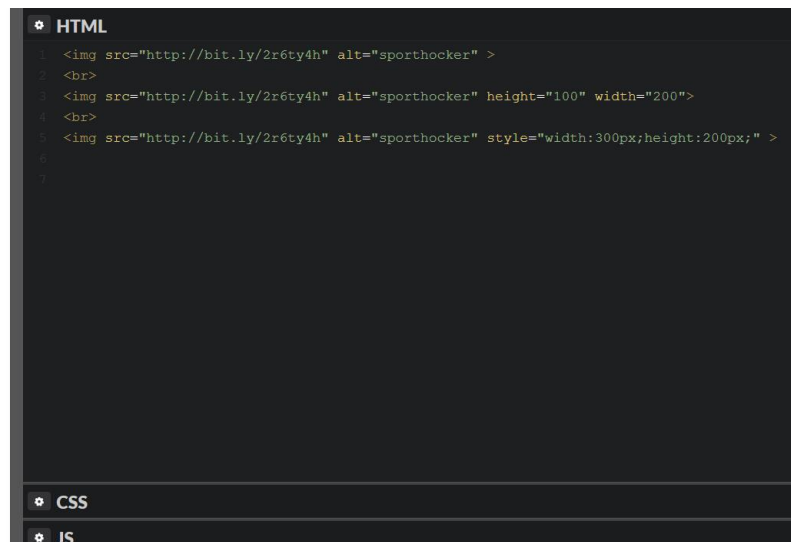 HTML
1 <img src="http://bit.ly/2r6ty4h" alt="sporthocker" >
2 <br>
3 <img src="http://bit.ly/2r6ty4h" alt="sporthocker" height="100" width="200">
4 <br>
5 <img src="http://bit.ly/2r6ty4h" alt="sporthocker" style="width:300px;height:200px;" >
6
7
CSS
JS